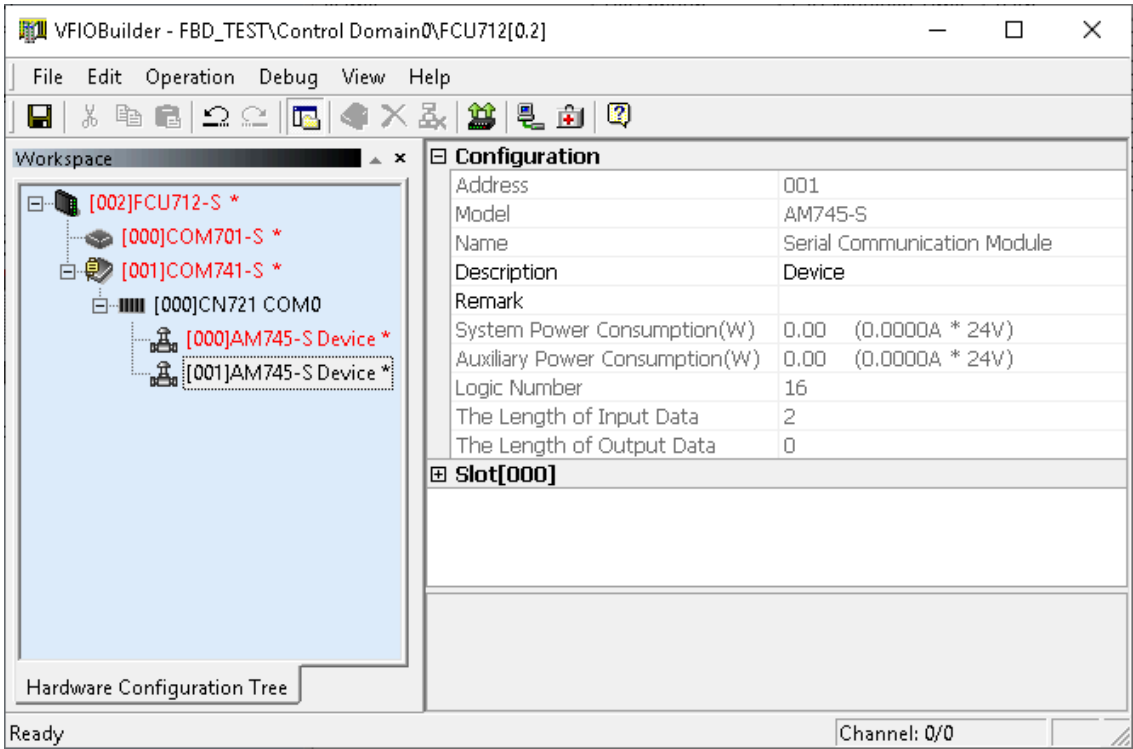 VFIOBuilder - FBD_TEST\Control Domain0\FCU712[0.2]
File Edit Operation Debug View Help
Workspace
[002]FCU712-S *
[000]COM701-S *
[001]COM741-S *
[000]CN721 COM0
[000]AM745-S Device *
[001]AM745-S Device *
Hardware Configuration Tree
Configuration
Address 001
Model AM745-S
Name Serial Communication Module
Description Device
Remark
System Power Consumption(W) 0.00 (0.0000A * 24V)
Auxiliary Power Consumption(W) 0.00 (0.0000A * 24V)
Logic Number 16
The Length of Input Data 2
The Length of Output Data 0
Slot[000]
Ready
Channel: 0/0